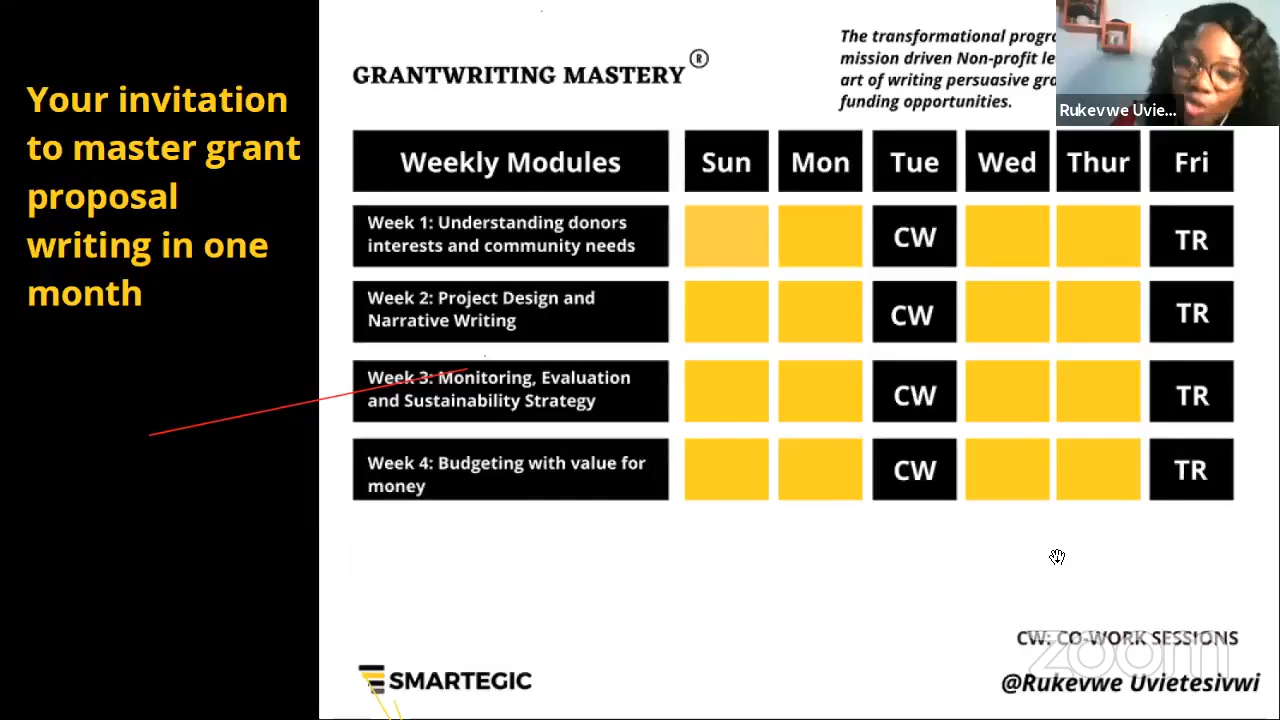 Your invitation
to master grant
proposal
writing in one
month
GRANTWRITING MASTERY ®
The transformational progr
mission driven Non-profit le
art of writing persuasive gra
funding opportunities.
Rukevwe Uvie...
Weekly Modules Sun Mon Tue Wed Thur Fri
Week 1: Understanding donors
interests and community needs
CW TR
Week 2: Project Design and
Narrative Writing
CW TR
Week 3: Monitoring, Evaluation
and Sustainability Strategy
CW TR
Week 4: Budgeting with value for
money
CW TR
CW: CO-WORK SESSIONS
zoom
SMARTEGIC
@Rukevwe Uvietesivwi